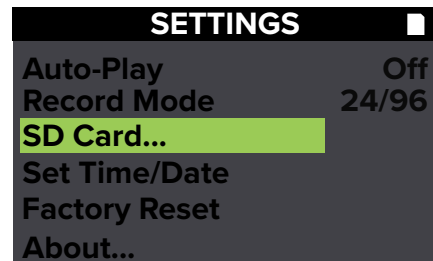 SETTINGS
Auto-Play Off
Record Mode 24/96
SD Card...
Set Time/Date
Factory Reset
About...